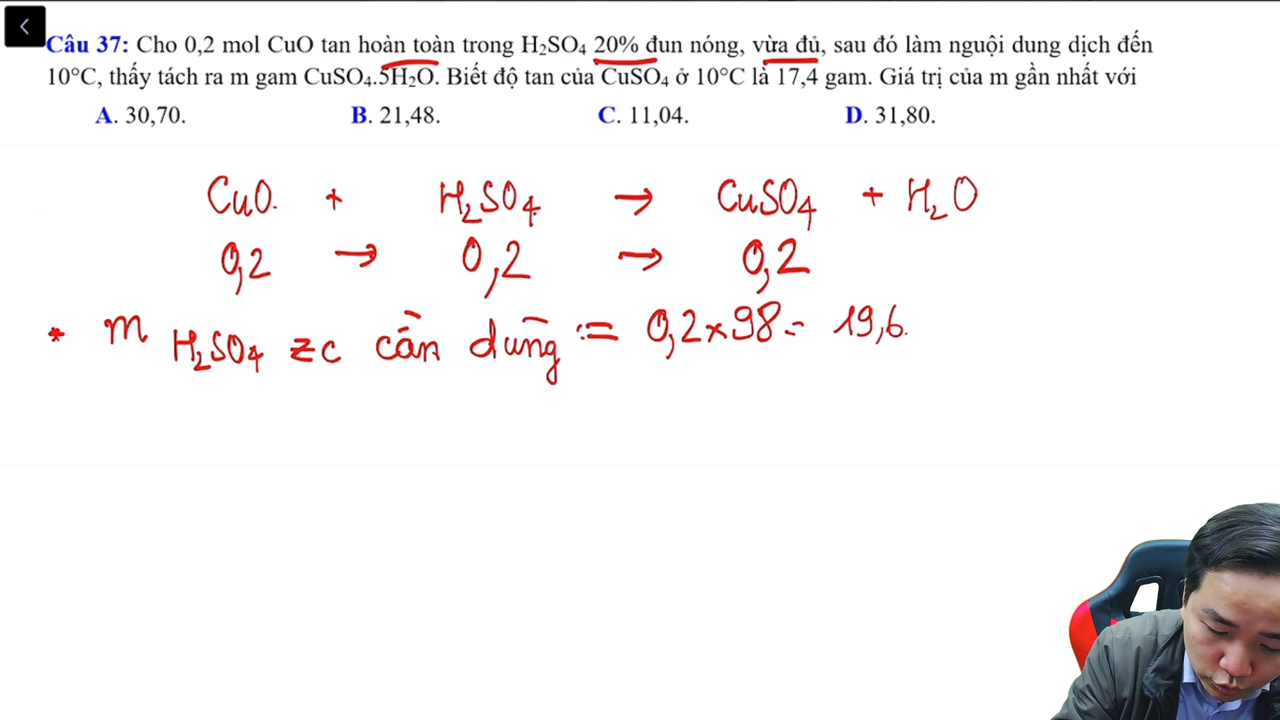 Câu 37: Cho 0,2 mol CuO tan hoàn toàn trong H₂SO₄ 20% đun nóng, vừa đủ, sau đó làm nguội dung dịch đến
10°C, thấy tách ra m gam CuSO₄.5H₂O. Biết độ tan của CuSO₄ ở 10°C là 17,4 gam. Giá trị của m gần nhất với
A. 30,70. B. 21,48. C. 11,04. D. 31,80.
CuO + H₂SO₄ → CuSO₄ + H₂O
0,2 → 0,2 → 0,2
* m H₂SO₄ zc cần dùng := 0,2×98 = 19,6.